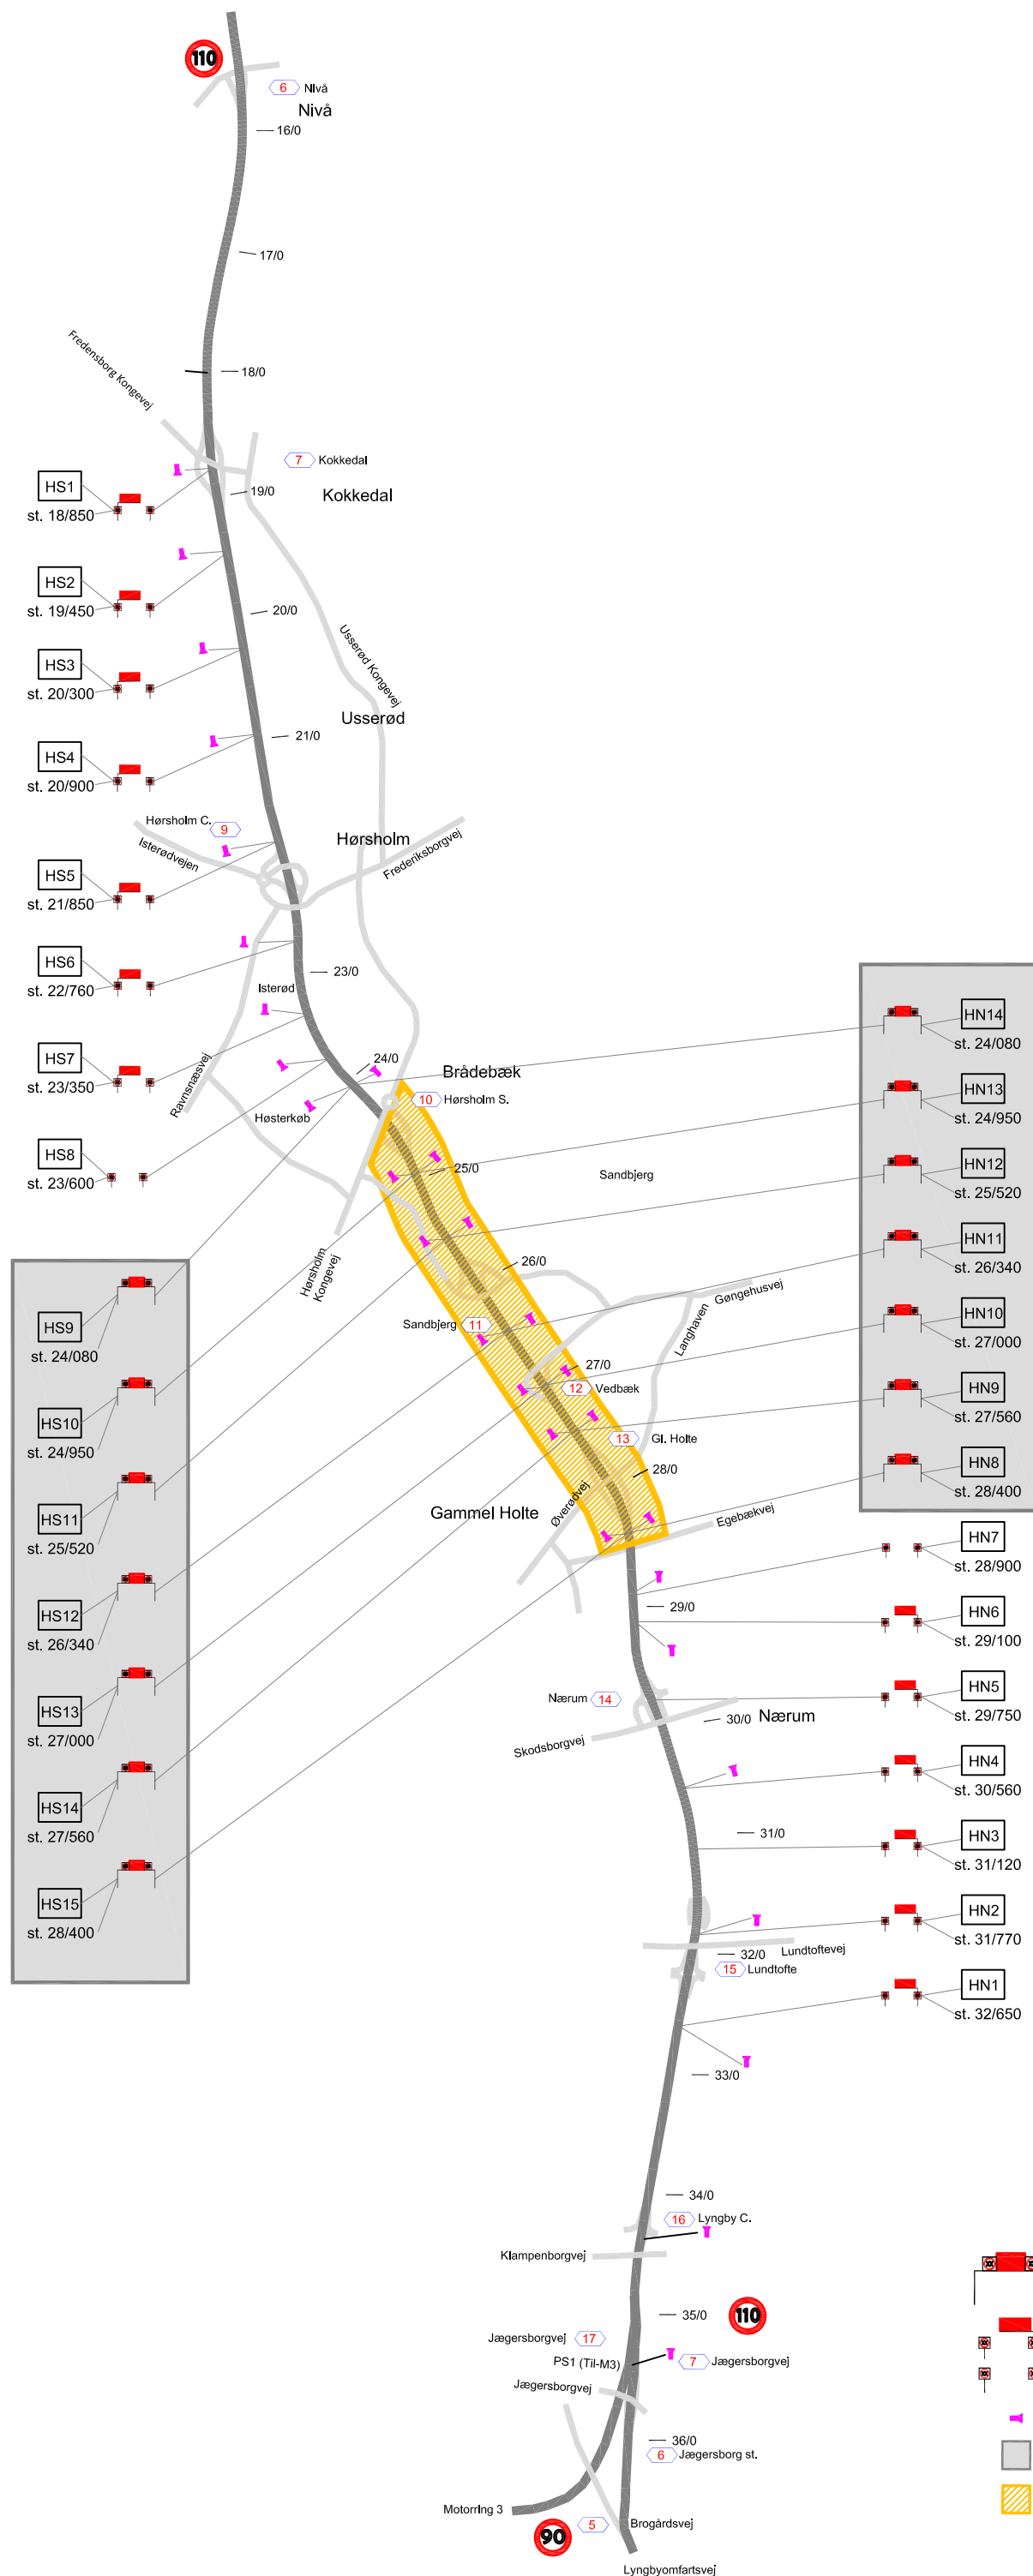 110
6 Nivå
Nivå
16/0
17/0
18/0
Fredensborg Kongevej
7 Kokkedal
Kokkedal
19/0
HS1
st. 18/850
HS2
st. 19/450
20/0
Usserød Kongevej
HS3
st. 20/300
Usserød
21/0
HS4
st. 20/900
Hørsholm C. 9
Isterødvejen
Hørsholm
Frederiksborgvej
HS5
st. 21/850
HS6
st. 22/760
23/0
Isterød
HS7
st. 23/350
Ravnsnæsvej
24/0
Brådebæk
10 Hørsholm S.
Høsterkøb
HS8
st. 23/600
25/0
Sandbjerg
HN14
st. 24/080
HN13
st. 24/950
HN12
st. 25/520
HN11
st. 26/340
HN10
st. 27/000
HN9
st. 27/560
HN8
st. 28/400
Hørsholm
Kongevej
26/0
Gøngehusvej
Langhaven
Sandbjerg 11
27/0
12 Vedbæk
13 Gl. Holte
28/0
Gammel Holte
Øverødvej
Egebækvej
HS9
st. 24/080
HS10
st. 24/950
HS11
st. 25/520
HS12
st. 26/340
HS13
st. 27/000
HS14
st. 27/560
HS15
st. 28/400
HN7
st. 28/900
29/0
HN6
st. 29/100
Nærum 14
HN5
st. 29/750
30/0
Nærum
Skodsborgvej
HN4
st. 30/560
31/0
HN3
st. 31/120
HN2
st. 31/770
32/0
Lundtoftevej
15 Lundtofte
HN1
st. 32/650
33/0
34/0
16 Lyngby C.
Klampenborgvej
35/0
110
Jægersborgvej 17
PS1 (Til-M3)
7 Jægersborgvej
Jægersborgvej
36/0
6 Jægersborg st.
Motorring 3
90
5 Brogårdsvej
Lyngbyomfartsvej